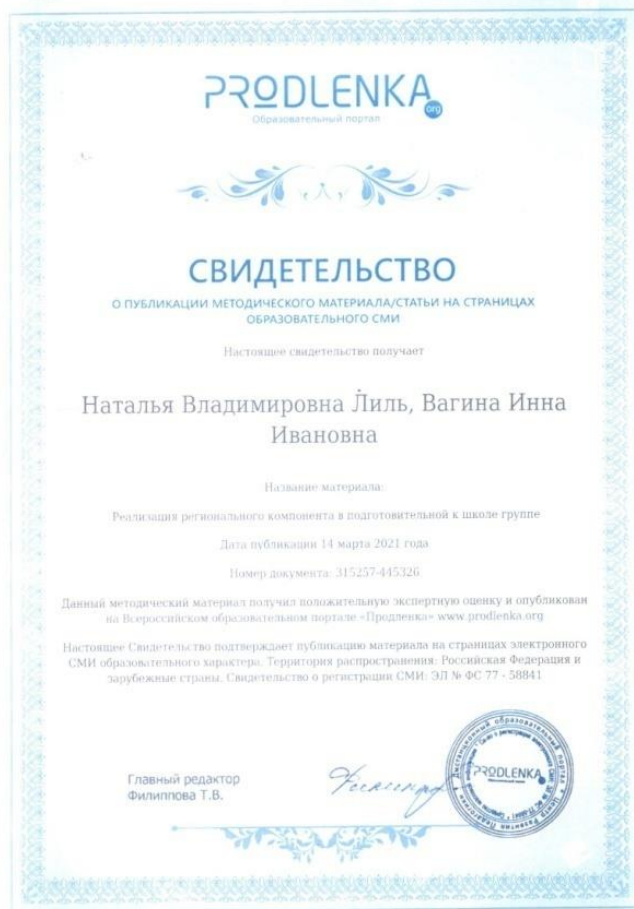 PRODLENKA
org
Образовательный портал
СВИДЕТЕЛЬСТВО
О ПУБЛИКАЦИИ МЕТОДИЧЕСКОГО МАТЕРИАЛА/СТАТЬИ НА СТРАНИЦАХ
ОБРАЗОВАТЕЛЬНОГО СМИ
Настоящее свидетельство получает
Наталья Владимировна Лиль, Вагина Инна
Ивановна
Название материала:
Реализация регионального компонента в подготовительной к школе группе
Дата публикации 14 марта 2021 года
Номер документа: 315257-445326
Данный методический материал получил положительную экспертную оценку и опубликован
на Всероссийском образовательном портале «Продленка» www.prodlenka.org
Настоящее Свидетельство подтверждает публикацию материала на страницах электронного
СМИ образовательного характера. Территория распространения: Российская Федерация и
зарубежные страны. Свидетельство о регистрации СМИ: ЭЛ № ФС 77 - 58841
Главный редактор
Филиппова Т.В.
PRODLENKA